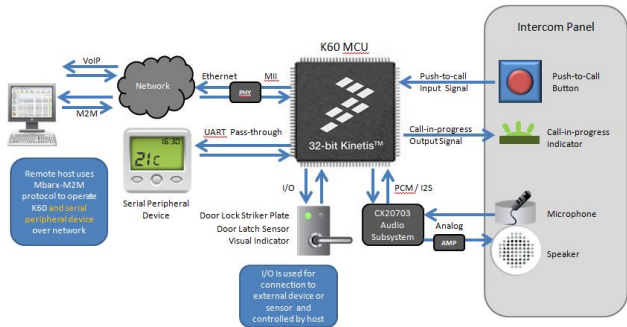 K60 MCU
Intercom Panel
VoIP
Network
M2M
Ethernet
MII
PHY
Push-to-call
Input Signal
Push-to-Call
Button
16:30
21c
UART Pass-through
32-bit Kinetis™
Call-in-progress
Output Signal
Call-in-progress
indicator
Serial Peripheral
Device
Remote host uses
Mbarx-M2M
protocol to operate
K60 and serial
peripheral device
over network
I/O
PCM/ I2S
Door Lock Striker Plate
Door Latch Sensor
Visual Indicator
CX20703
Audio
Subsystem
Analog
AMP
Microphone
Speaker
I/O Is used for
connection to
external device or
sensor and
controlled by host